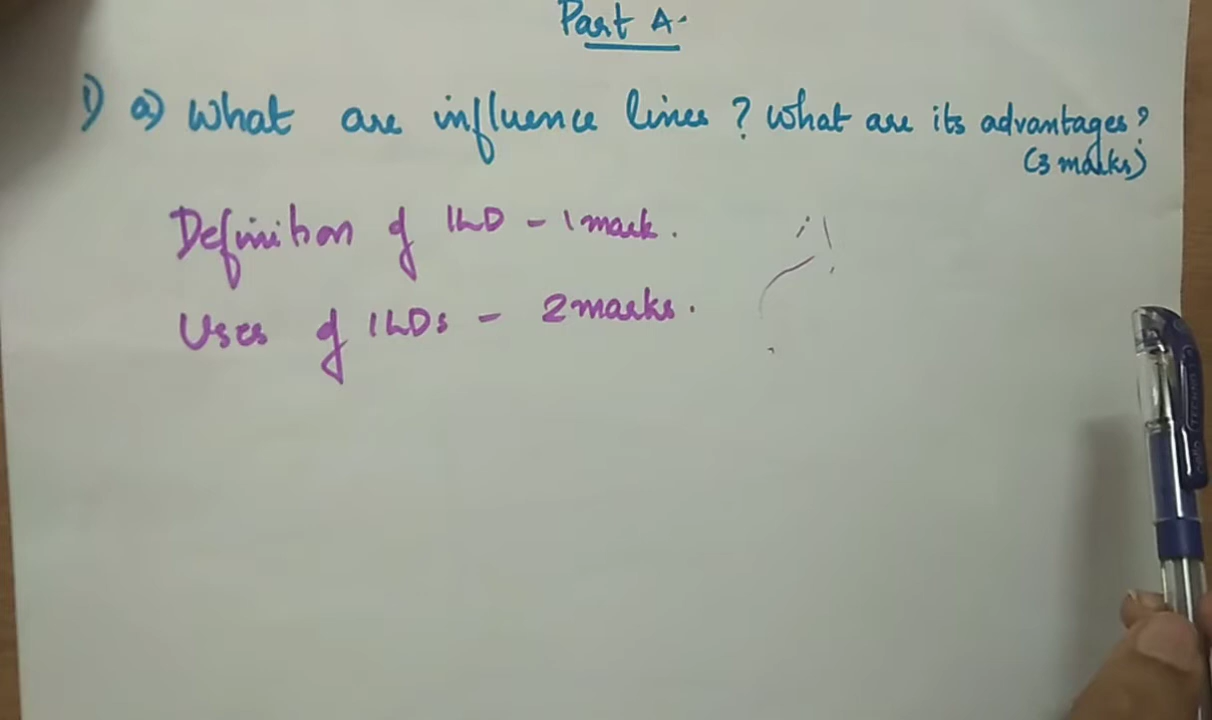 Part A.
1) a) What are influence lines? What are its advantages?
(3 marks)
Definition of ILD - 1 mark.
Uses of ILDs - 2 marks.